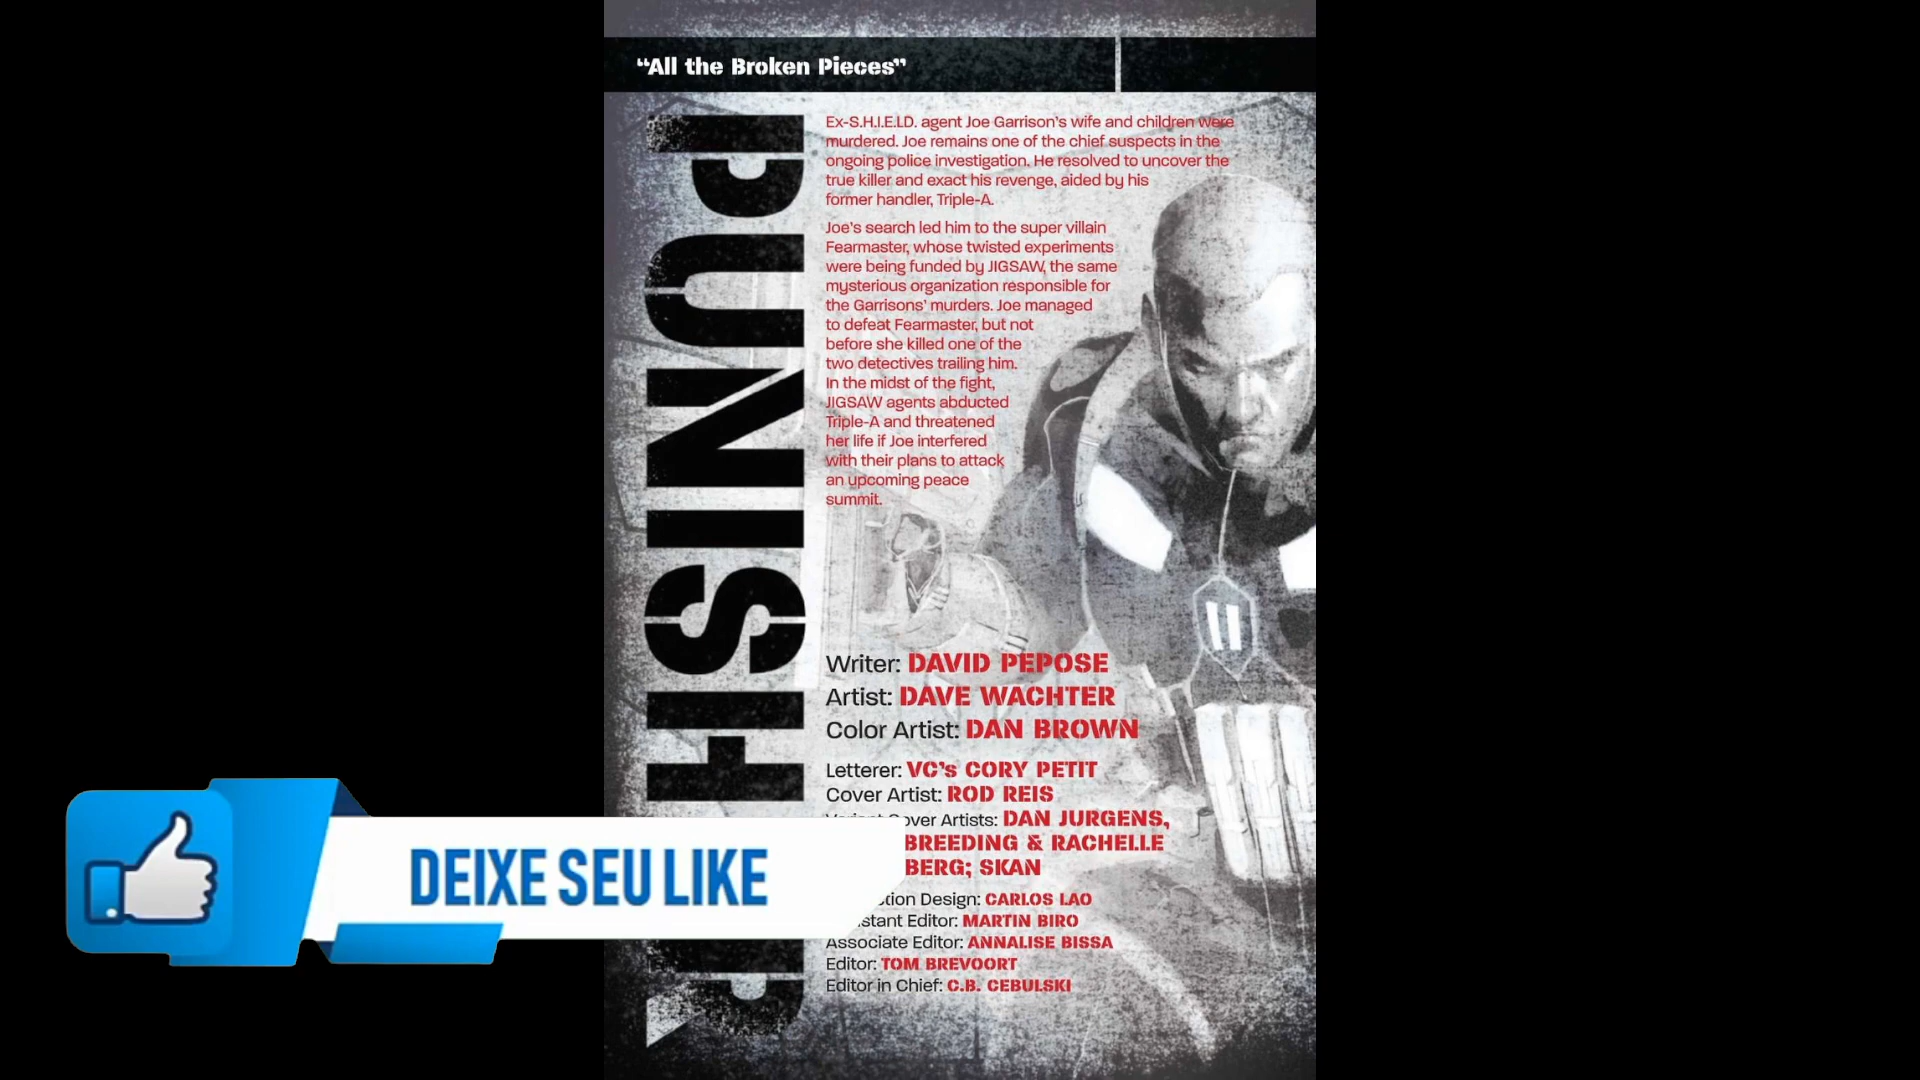 “All the Broken Pieces”
PUNISHER
Ex-S.H.I.E.L.D. agent Joe Garrison’s wife and children were
murdered. Joe remains one of the chief suspects in the
ongoing police investigation. He resolved to uncover the
true killer and exact his revenge, aided by his
former handler, Triple-A.
Joe’s search led him to the super villain
Fearmaster, whose twisted experiments
were being funded by JIGSAW, the same
mysterious organization responsible for
the Garrisons’ murders. Joe managed
to defeat Fearmaster, but not
before she killed one of the
two detectives trailing him.
In the midst of the fight,
JIGSAW agents abducted
Triple-A and threatened
her life if Joe interfered
with their plans to attack
an upcoming peace
summit.
Writer: DAVID PEPOSE
Artist: DAVE WACHTER
Color Artist: DAN BROWN
Letterer: VC’s CORY PETIT
Cover Artist: ROD REIS
Variant Cover Artists: DAN JURGENS,
BREEDING & RACHELLE
BERG; SKAN
Design: CARLOS LAO
Editor: MARTIN BIRO
Associate Editor: ANNALISE BISSA
Editor: TOM BREVOORT
Editor in Chief: C.B. CEBULSKI
DEIXE SEU LIKE